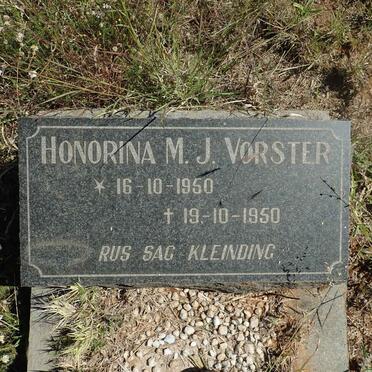 HONORINA M. J. VORSTER
* 16-10-1950
† 19-10-1950
RUS SAG KLEINDING